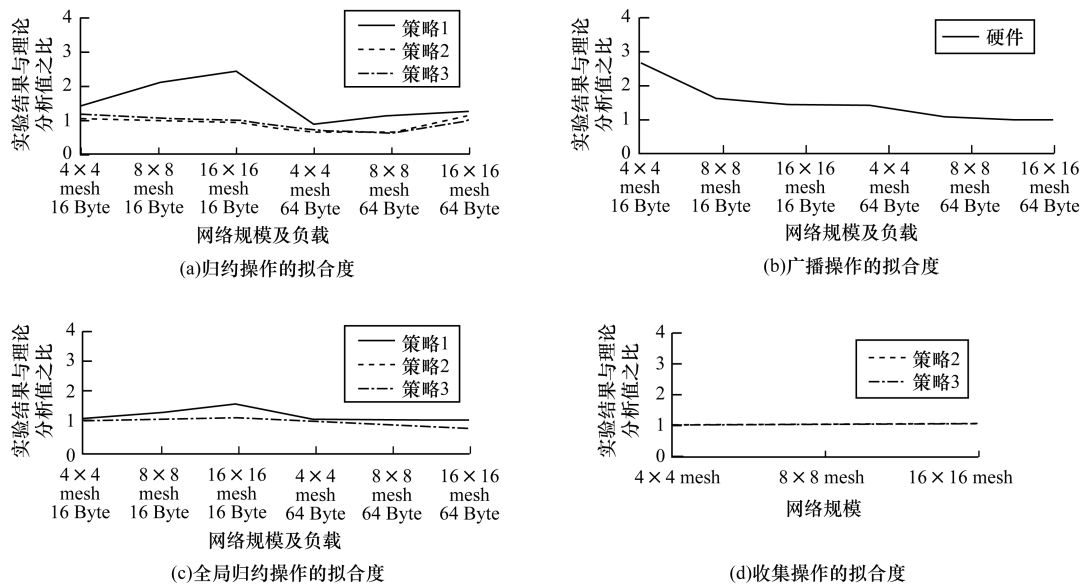 实验结果与理论
分析值之比
4
3
2
1
0
策略1
策略2
策略3
4×4 8×8 16×16 4×4 8×8 16×16
mesh mesh mesh mesh mesh mesh
16 Byte 16 Byte 16 Byte 64 Byte 64 Byte 64 Byte
网络规模及负载
(a)归约操作的拟合度
实验结果与理论
分析值之比
4
3
2
1
0
硬件
4×4 8×8 16×16 4×4 8×8 16×16
mesh mesh mesh mesh mesh mesh
16 Byte 16 Byte 16 Byte 64 Byte 64 Byte 64 Byte
网络规模及负载
(b)广播操作的拟合度
实验结果与理论
分析值之比
4
3
2
1
0
策略1
策略2
策略3
4×4 8×8 16×16 4×4 8×8 16×16
mesh mesh mesh mesh mesh mesh
16 Byte 16 Byte 16 Byte 64 Byte 64 Byte 64 Byte
网络规模及负载
(c)全局归约操作的拟合度
实验结果与理论
分析值之比
4
3
2
1
0
策略2
策略3
4×4 mesh 8×8 mesh 16×16 mesh
网络规模
(d)收集操作的拟合度